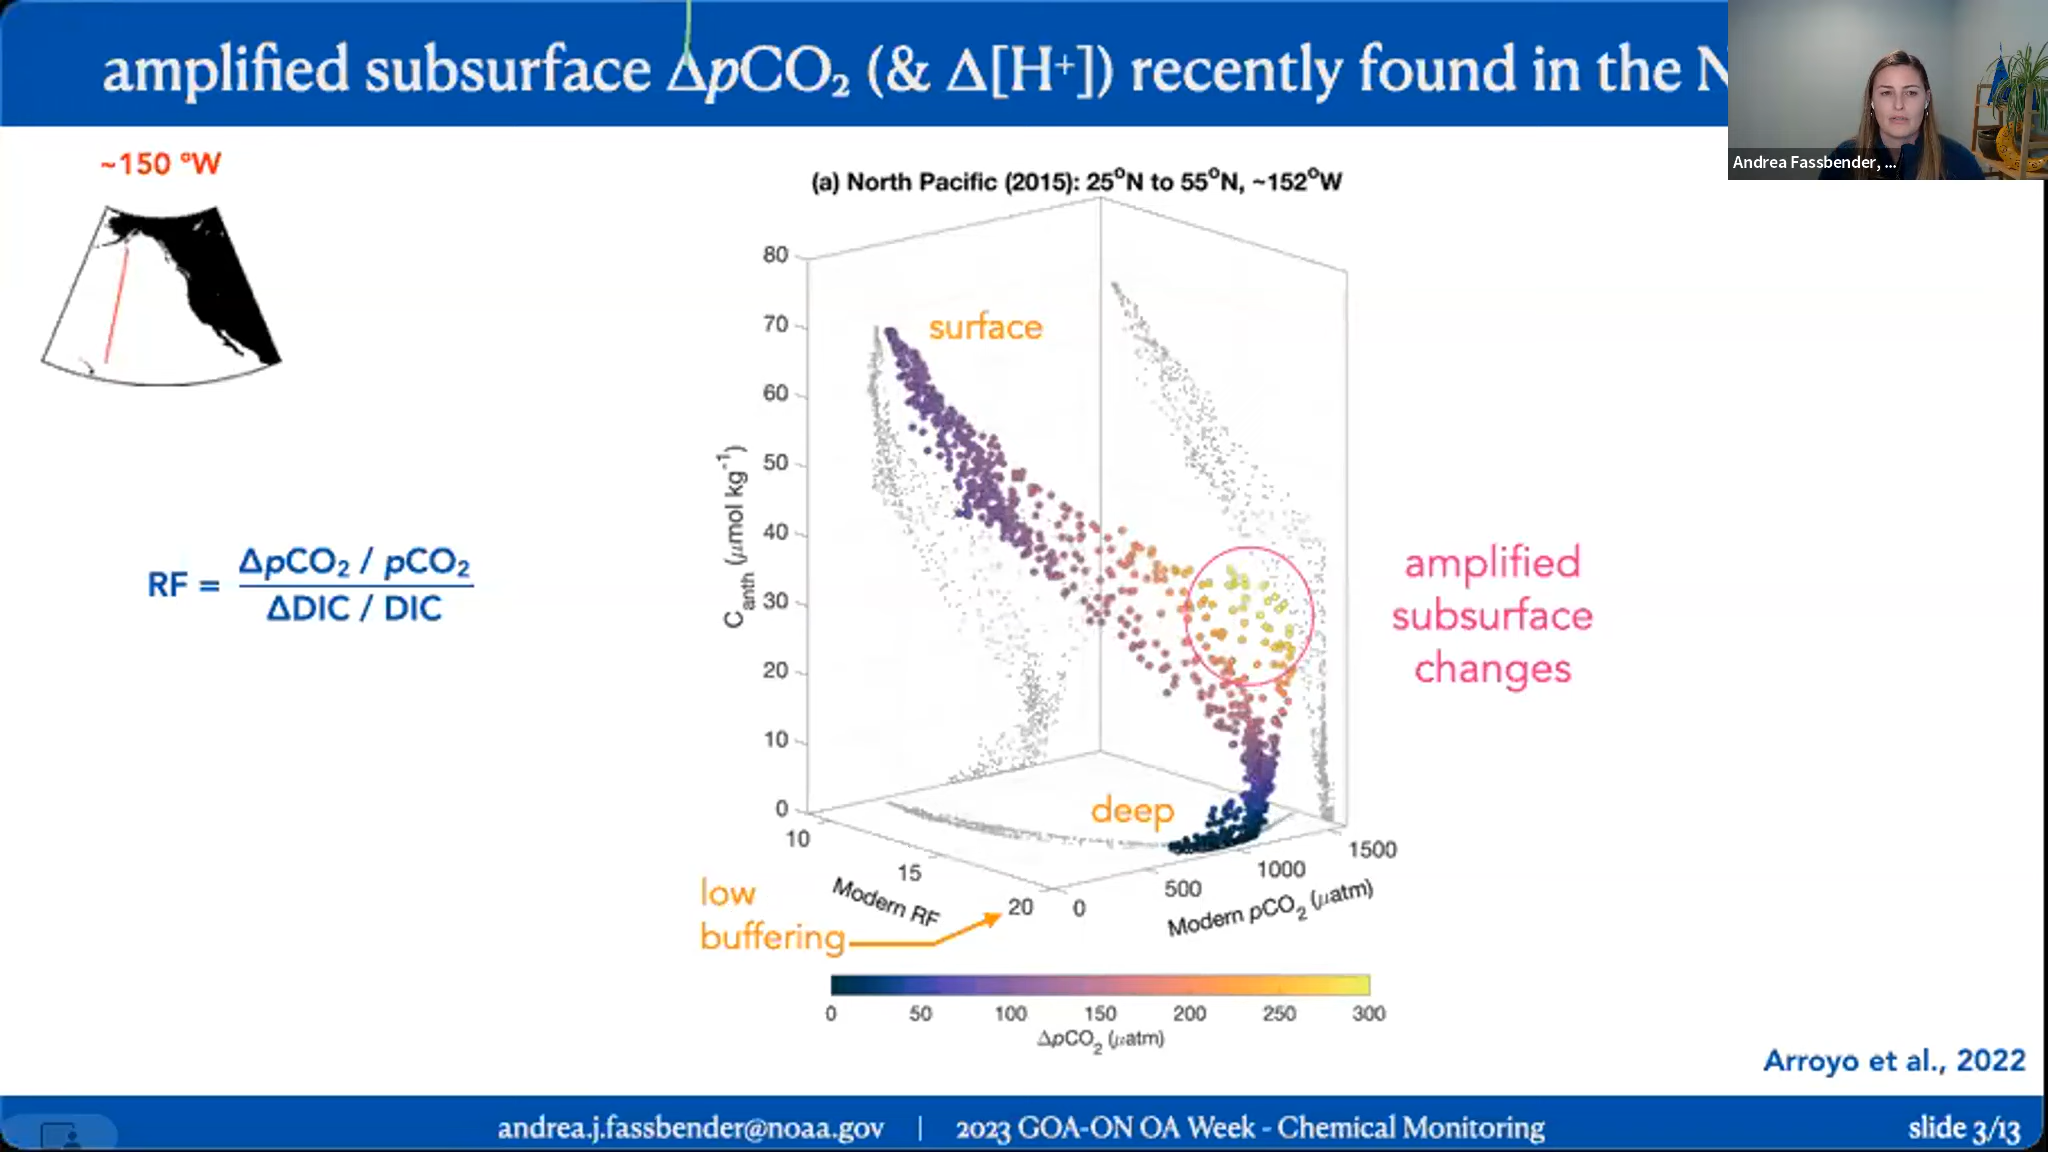 amplified subsurface ΔpCO₂ (& Δ[H⁺]) recently found in the N
Andrea Fassbender, ...
~150 °W
(a) North Pacific (2015): 25°N to 55°N, ~152°W
80
70
60
50
40
30
20
10
0
C_anth (μmol kg⁻¹)
surface
amplified
subsurface
changes
RF = ΔpCO₂ / pCO₂
ΔDIC / DIC
deep
10
15
20
Modern RF
0
500
1000
1500
Modern pCO₂ (μatm)
low
buffering
0 50 100 150 200 250 300
ΔpCO₂ (μatm)
Arroyo et al., 2022
andrea.j.fassbender@noaa.gov | 2023 GOA-ON OA Week - Chemical Monitoring
slide 3/13